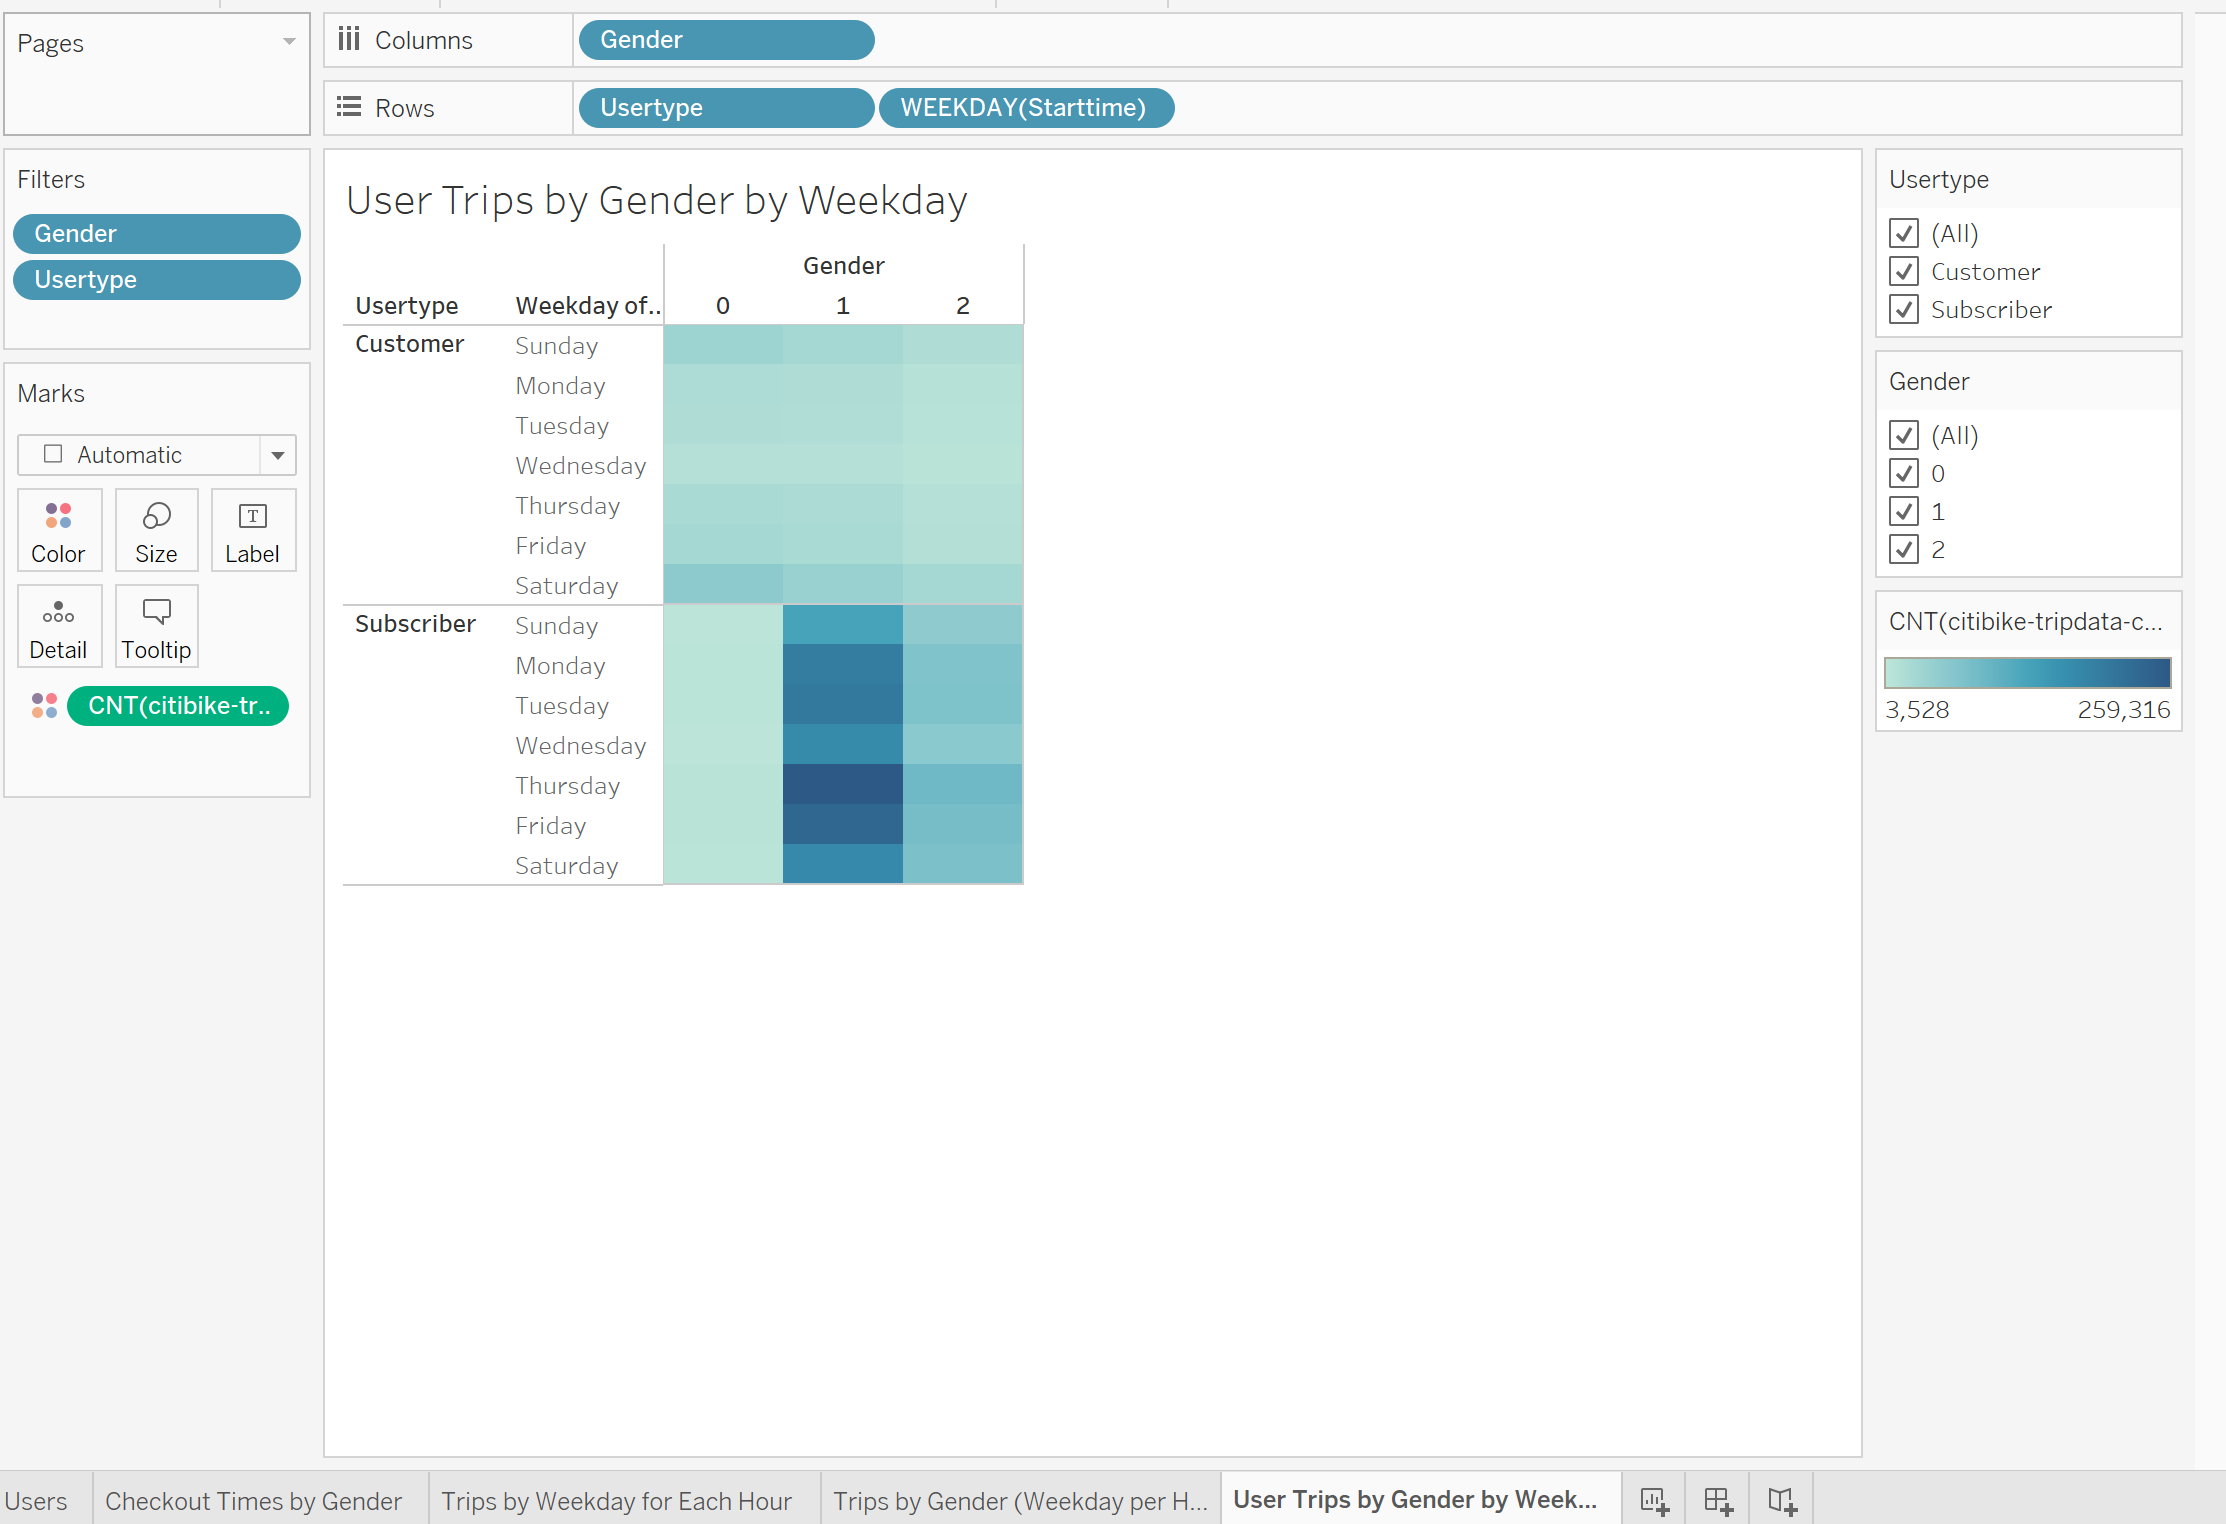 Pages
Columns
Gender
Rows
Usertype
WEEKDAY(Starttime)
Filters
Gender
Usertype
Marks
Automatic
Color
Size
T
Label
Detail
Tooltip
CNT(citibike-tr..
User Trips by Gender by Weekday
Gender
Usertype
Weekday of..
0
1
2
Customer
Sunday
Monday
Tuesday
Wednesday
Thursday
Friday
Saturday
Subscriber
Sunday
Monday
Tuesday
Wednesday
Thursday
Friday
Saturday
Usertype
(All)
Customer
Subscriber
Gender
(All)
0
1
2
CNT(citibike-tripdata-c...
3,528
259,316
Users
Checkout Times by Gender
Trips by Weekday for Each Hour
Trips by Gender (Weekday per H...
User Trips by Gender by Week...